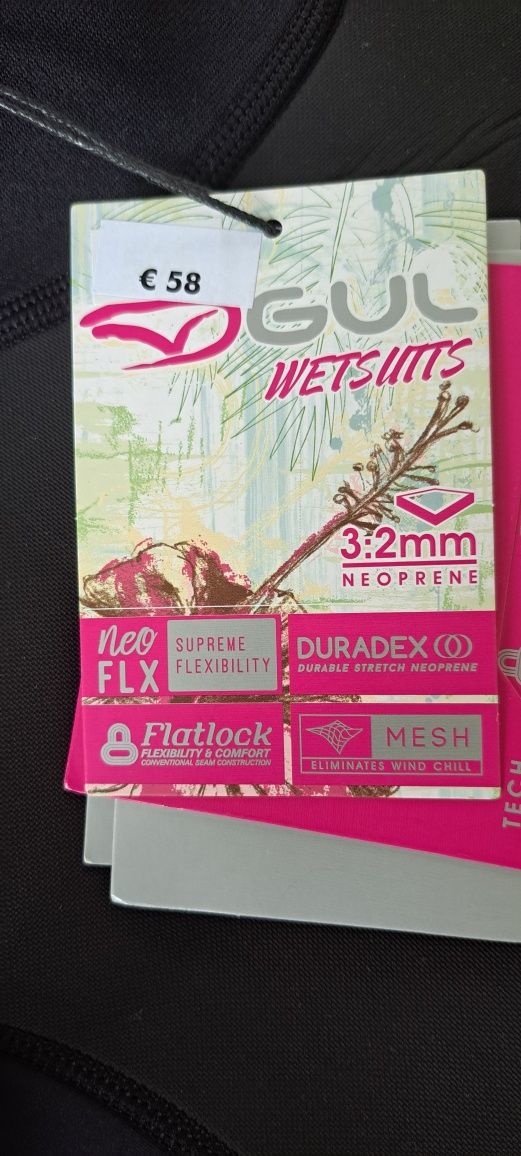 € 58
GUL
WETSUITS
3:2mm
NEOPRENE
neo
FLX
SUPREME
FLEXIBILITY
DURADEX
DURABLE STRETCH NEOPRENE
Flatlock
FLEXIBILITY & COMFORT
CONVENTIONAL SEAM CONSTRUCTION
MESH
ELIMINATES WIND CHILL
TECH